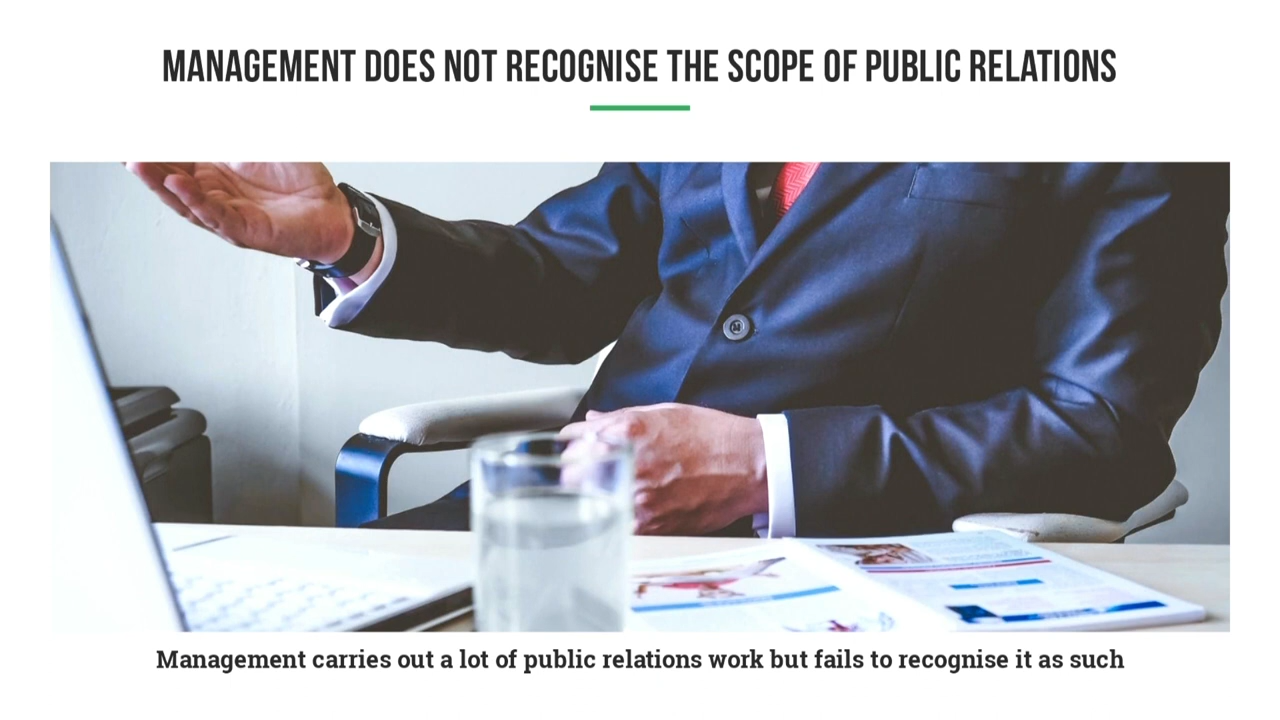 MANAGEMENT DOES NOT RECOGNISE THE SCOPE OF PUBLIC RELATIONS
Management carries out a lot of public relations work but fails to recognise it as such